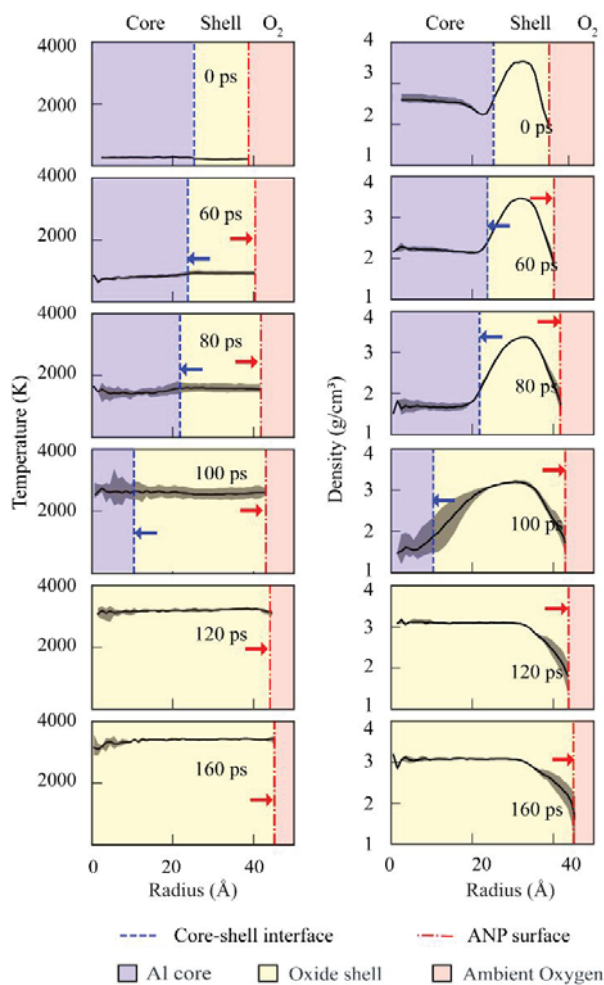 Core Shell O₂ Core Shell O₂
4000 0 ps 4 0 ps
2000 3
2
1
4000 60 ps 4 60 ps
2000 3
2
1
4000 80 ps 4 80 ps
2000 3
2
1
4000 100 ps 4 100 ps
2000 3
2
1
4000 120 ps 4 120 ps
2000 3
2
1
4000 160 ps 4 160 ps
2000 3
2
1
0 20 40 0 20 40
Temperature (K)
Density (g/cm³)
Radius (Å) Radius (Å)
Core-shell interface ANP surface
Al core Oxide shell Ambient Oxygen